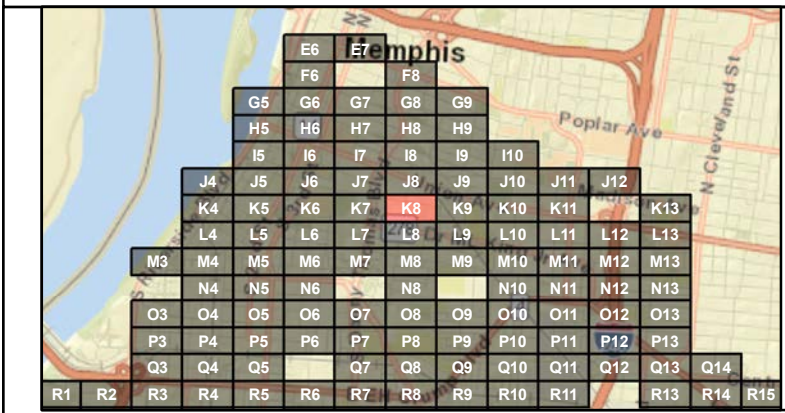 Memphis
E6 E7
F6 F8
G5 G6 G7 G8 G9
Poplar Ave
N Cleveland St
H5 H6 H7 H8 H9
I5 I6 I7 I8 I9 I10
J4 J5 J6 J7 J8 J9 J10 J11 J12
K4 K5 K6 K7 K8 K9 K10 K11 K13
L4 L5 L6 L7 L8 L9 L10 L11 L12 L13
M3 M4 M5 M6 M7 M8 M9 M10 M11 M12 M13
N4 N5 N6 N8 N10 N11 N12 N13
O3 O4 O5 O6 O7 O8 O9 O10 O11 O12 O13
P3 P4 P5 P6 P7 P8 P9 P10 P11 P12 P13
Q3 Q4 Q5 Q7 Q8 Q9 Q10 Q11 Q12 Q13 Q14
R1 R2 R3 R4 R5 R6 R7 R8 R9 R10 R11 R13 R14 R15